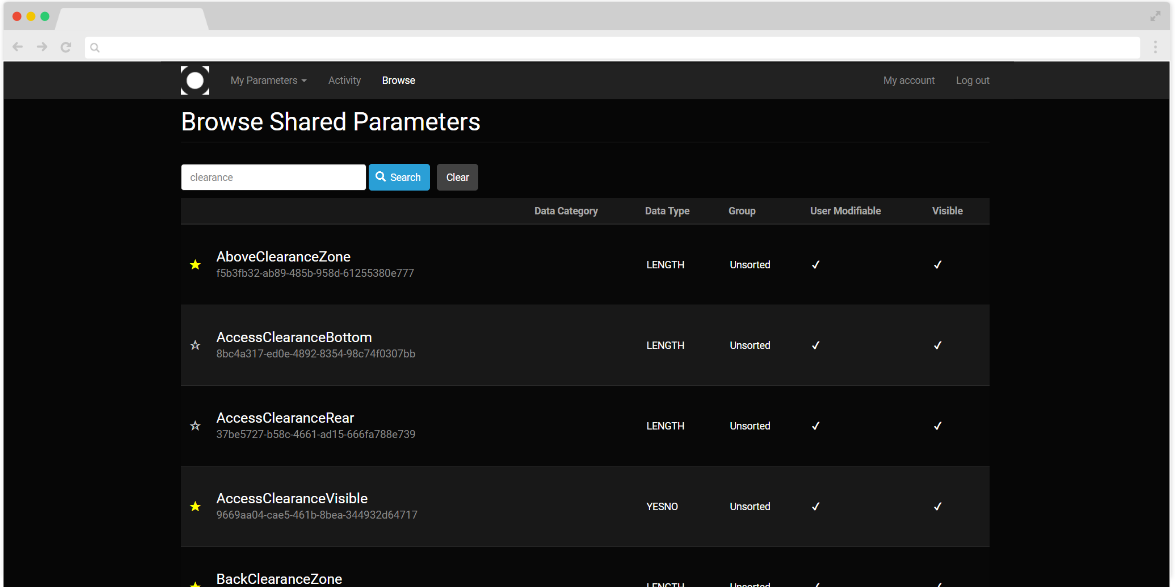 My Parameters Activity Browse My account Log out
Browse Shared Parameters
clearance Search Clear
Data Category Data Type Group User Modifiable Visible
AboveClearanceZone
f5b3fb32-ab89-485b-958d-61255380e777
LENGTH Unsorted ✓ ✓
AccessClearanceBottom
8bc4a317-ed0e-4892-8354-98c74f0307bb
LENGTH Unsorted ✓ ✓
AccessClearanceRear
37be5727-b58c-4661-ad15-666fa788e739
LENGTH Unsorted ✓ ✓
AccessClearanceVisible
9669aa04-cae5-461b-8bea-344932d64717
YESNO Unsorted ✓ ✓
BackClearanceZone
LENGTH Unsorted ✓ ✓